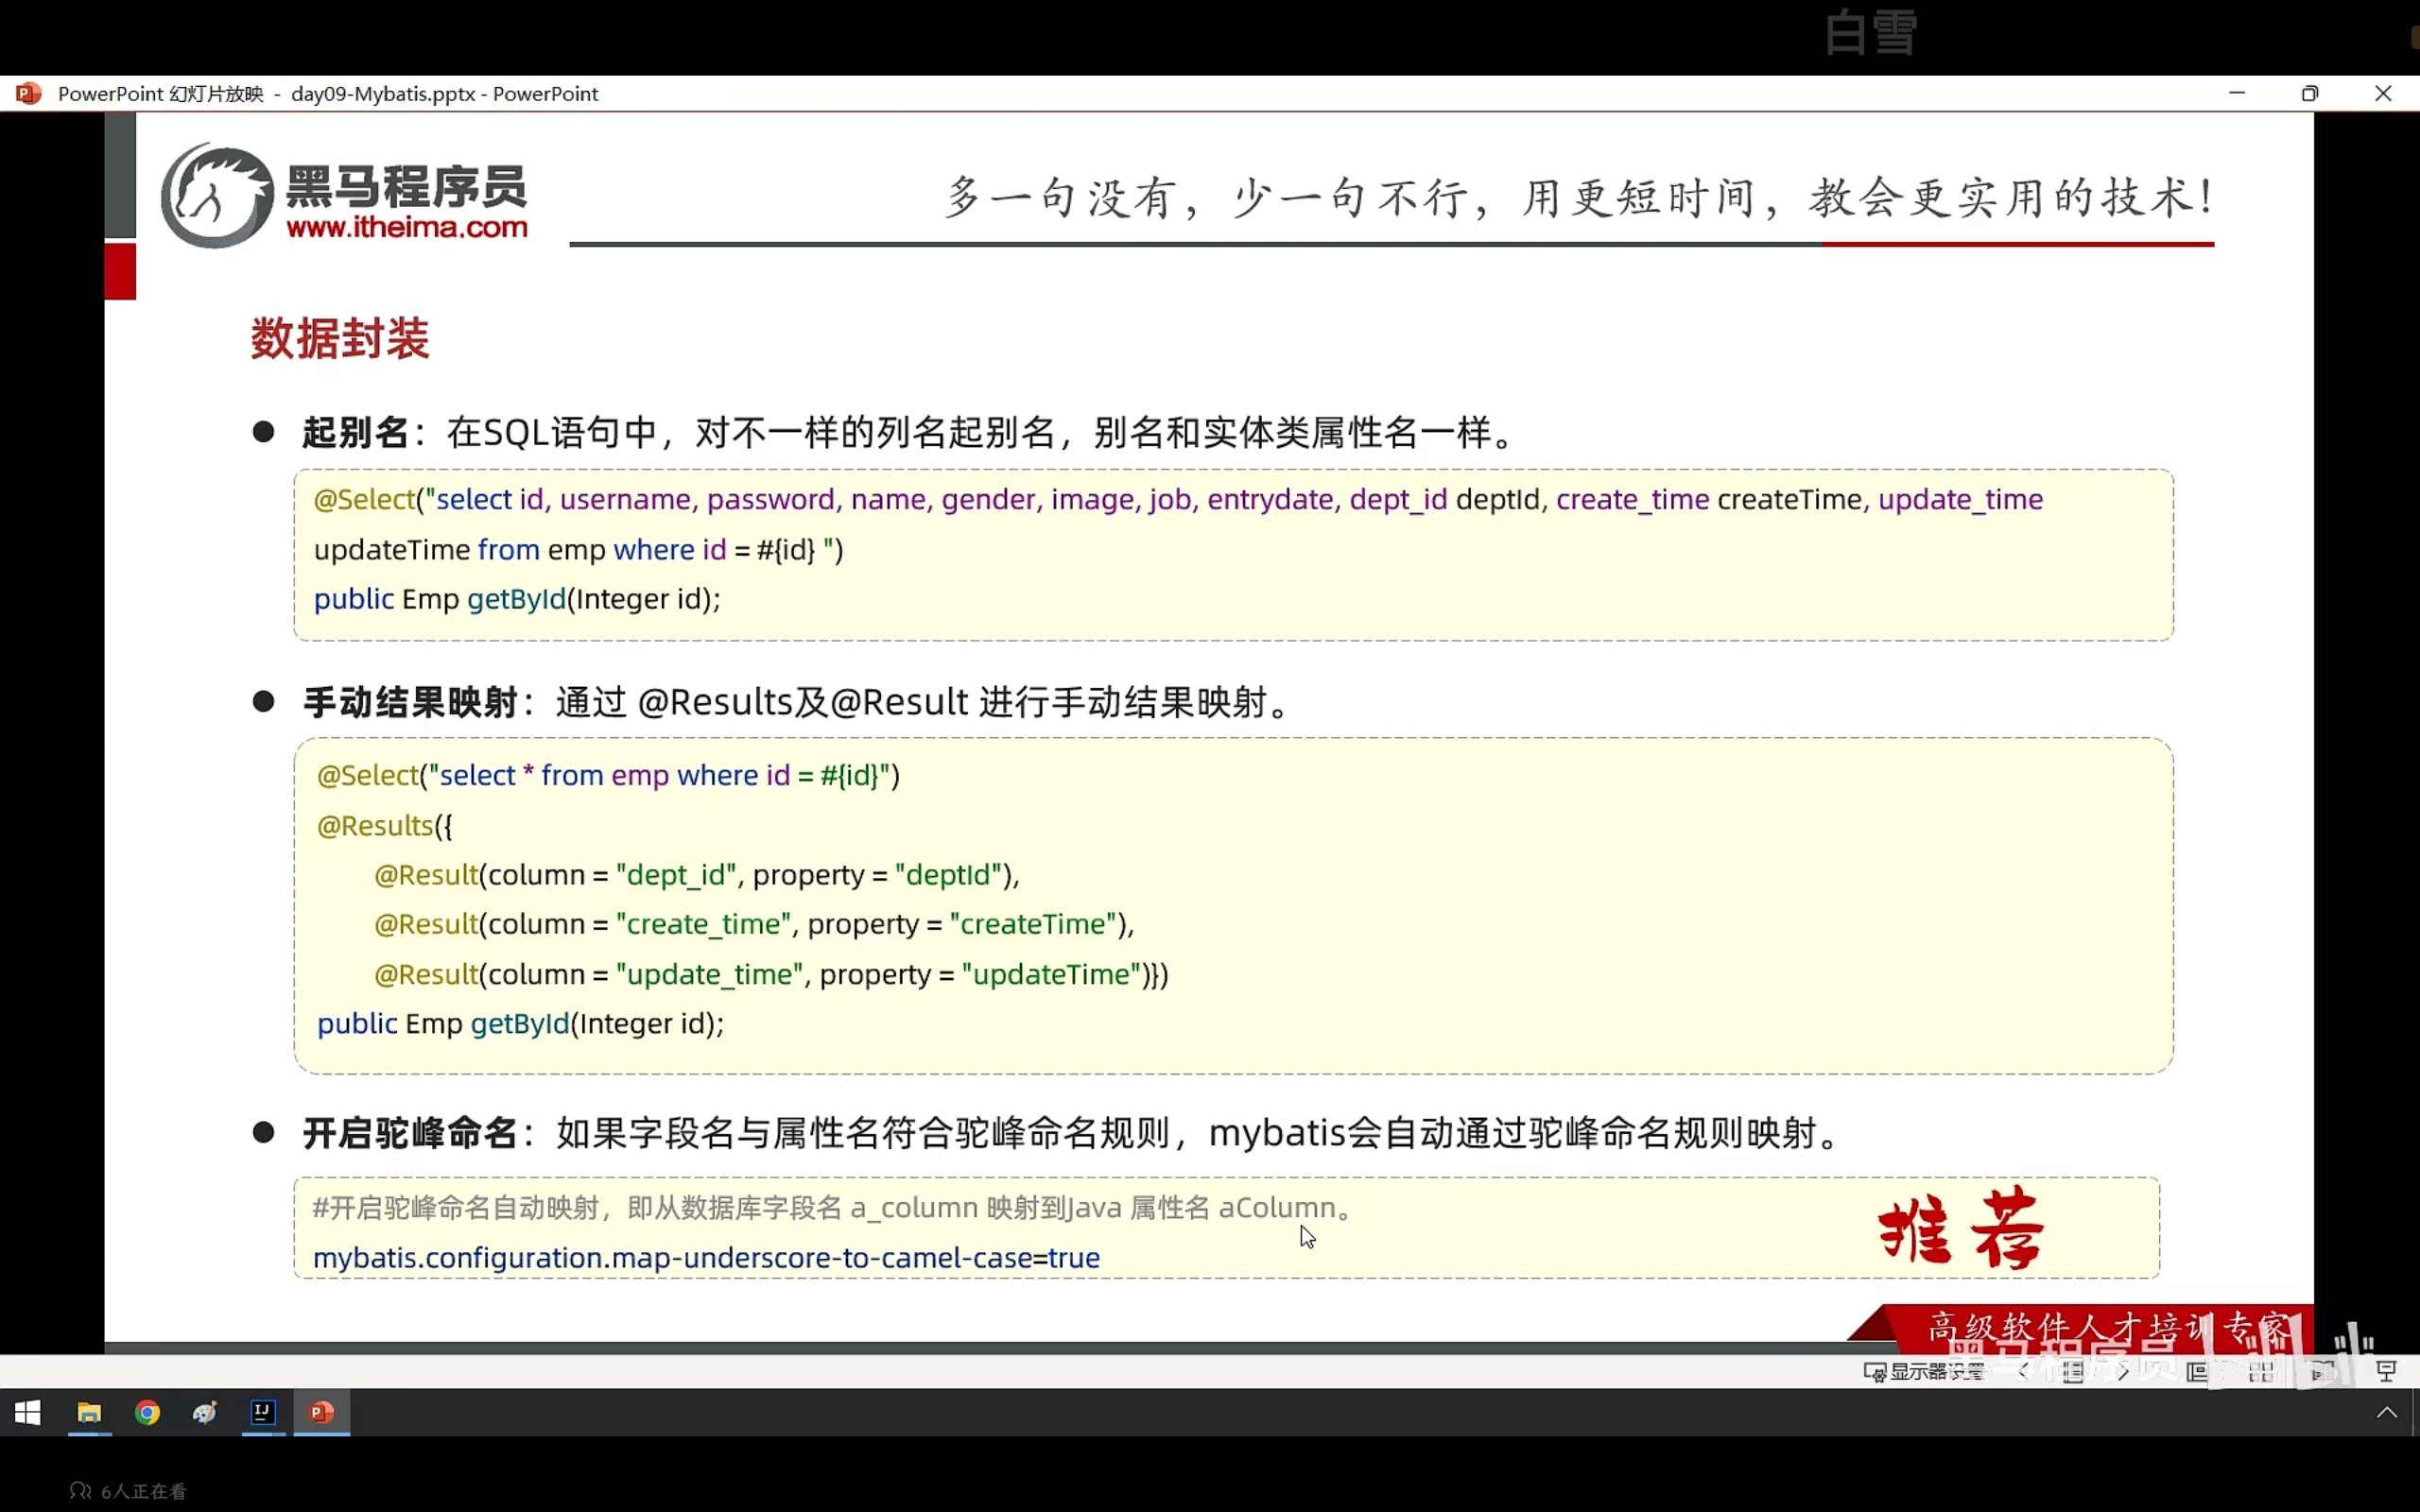 白雪
PowerPoint 幻灯片放映 - day09-Mybatis.pptx - PowerPoint
黑马程序员
www.itheima.com
多一句没有，少一句不行，用更短时间，教会更实用的技术！
数据封装
● 起别名：在SQL语句中，对不一样的列名起别名，别名和实体类属性名一样。
@Select("select id, username, password, name, gender, image, job, entrydate, dept_id deptId, create_time createTime, update_time
updateTime from emp where id = #{id} ")
public Emp getById(Integer id);
● 手动结果映射：通过 @Results及@Result 进行手动结果映射。
@Select("select * from emp where id = #{id}")
@Results({
@Result(column = "dept_id", property = "deptId"),
@Result(column = "create_time", property = "createTime"),
@Result(column = "update_time", property = "updateTime")})
public Emp getById(Integer id);
● 开启驼峰命名：如果字段名与属性名符合驼峰命名规则，mybatis会自动通过驼峰命名规则映射。
#开启驼峰命名自动映射，即从数据库字段名 a_column 映射到Java 属性名 aColumn。
mybatis.configuration.map-underscore-to-camel-case=true
推荐
高级软件人才培训专家
黑马程序员
显示器设置
6人正在看